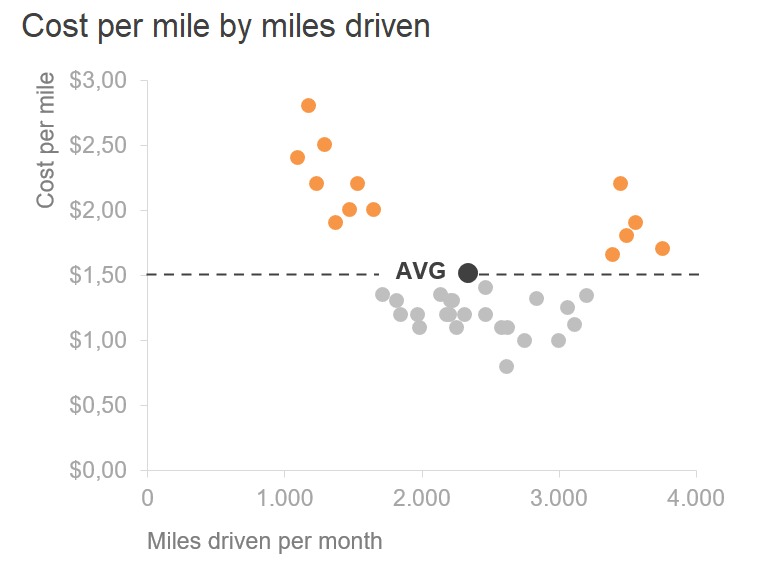 Cost per mile by miles driven
Cost per mile
$3,00
$2,50
$2,00
$1,50
$1,00
$0,50
$0,00
AVG
0 1.000 2.000 3.000 4.000
Miles driven per month